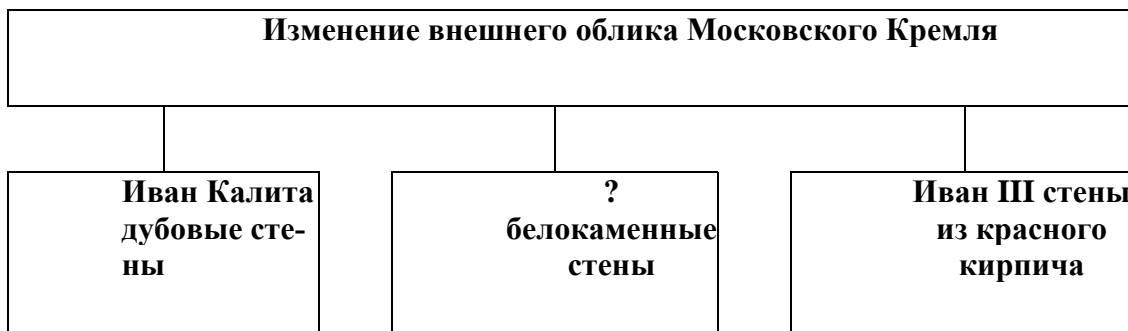 Изменение внешнего облика Московского Кремля
Иван Калита
дубовые сте-
ны
?
белокаменные
стены
Иван III стены
из красного
кирпича